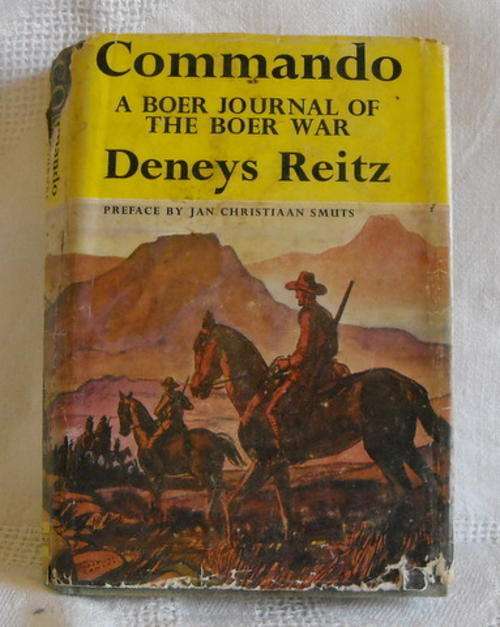 Commando
A BOER JOURNAL OF
THE BOER WAR
Deneys Reitz
PREFACE BY JAN CHRISTIAAN SMUTS